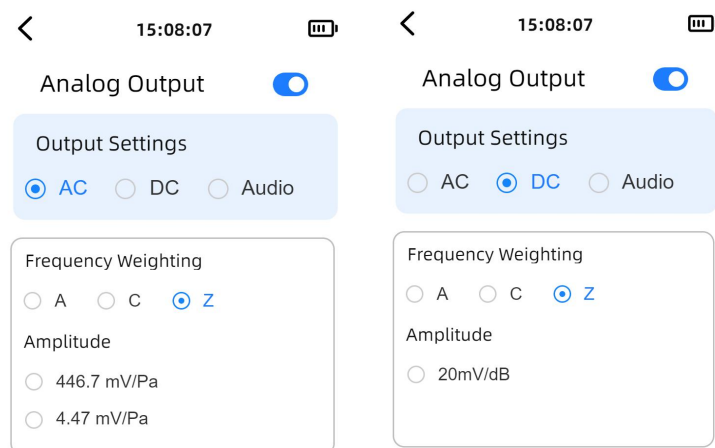 15:08:07
Analog Output
Output Settings
AC DC Audio
Frequency Weighting
A C Z
Amplitude
446.7 mV/Pa
4.47 mV/Pa
15:08:07
Analog Output
Output Settings
AC DC Audio
Frequency Weighting
A C Z
Amplitude
20mV/dB